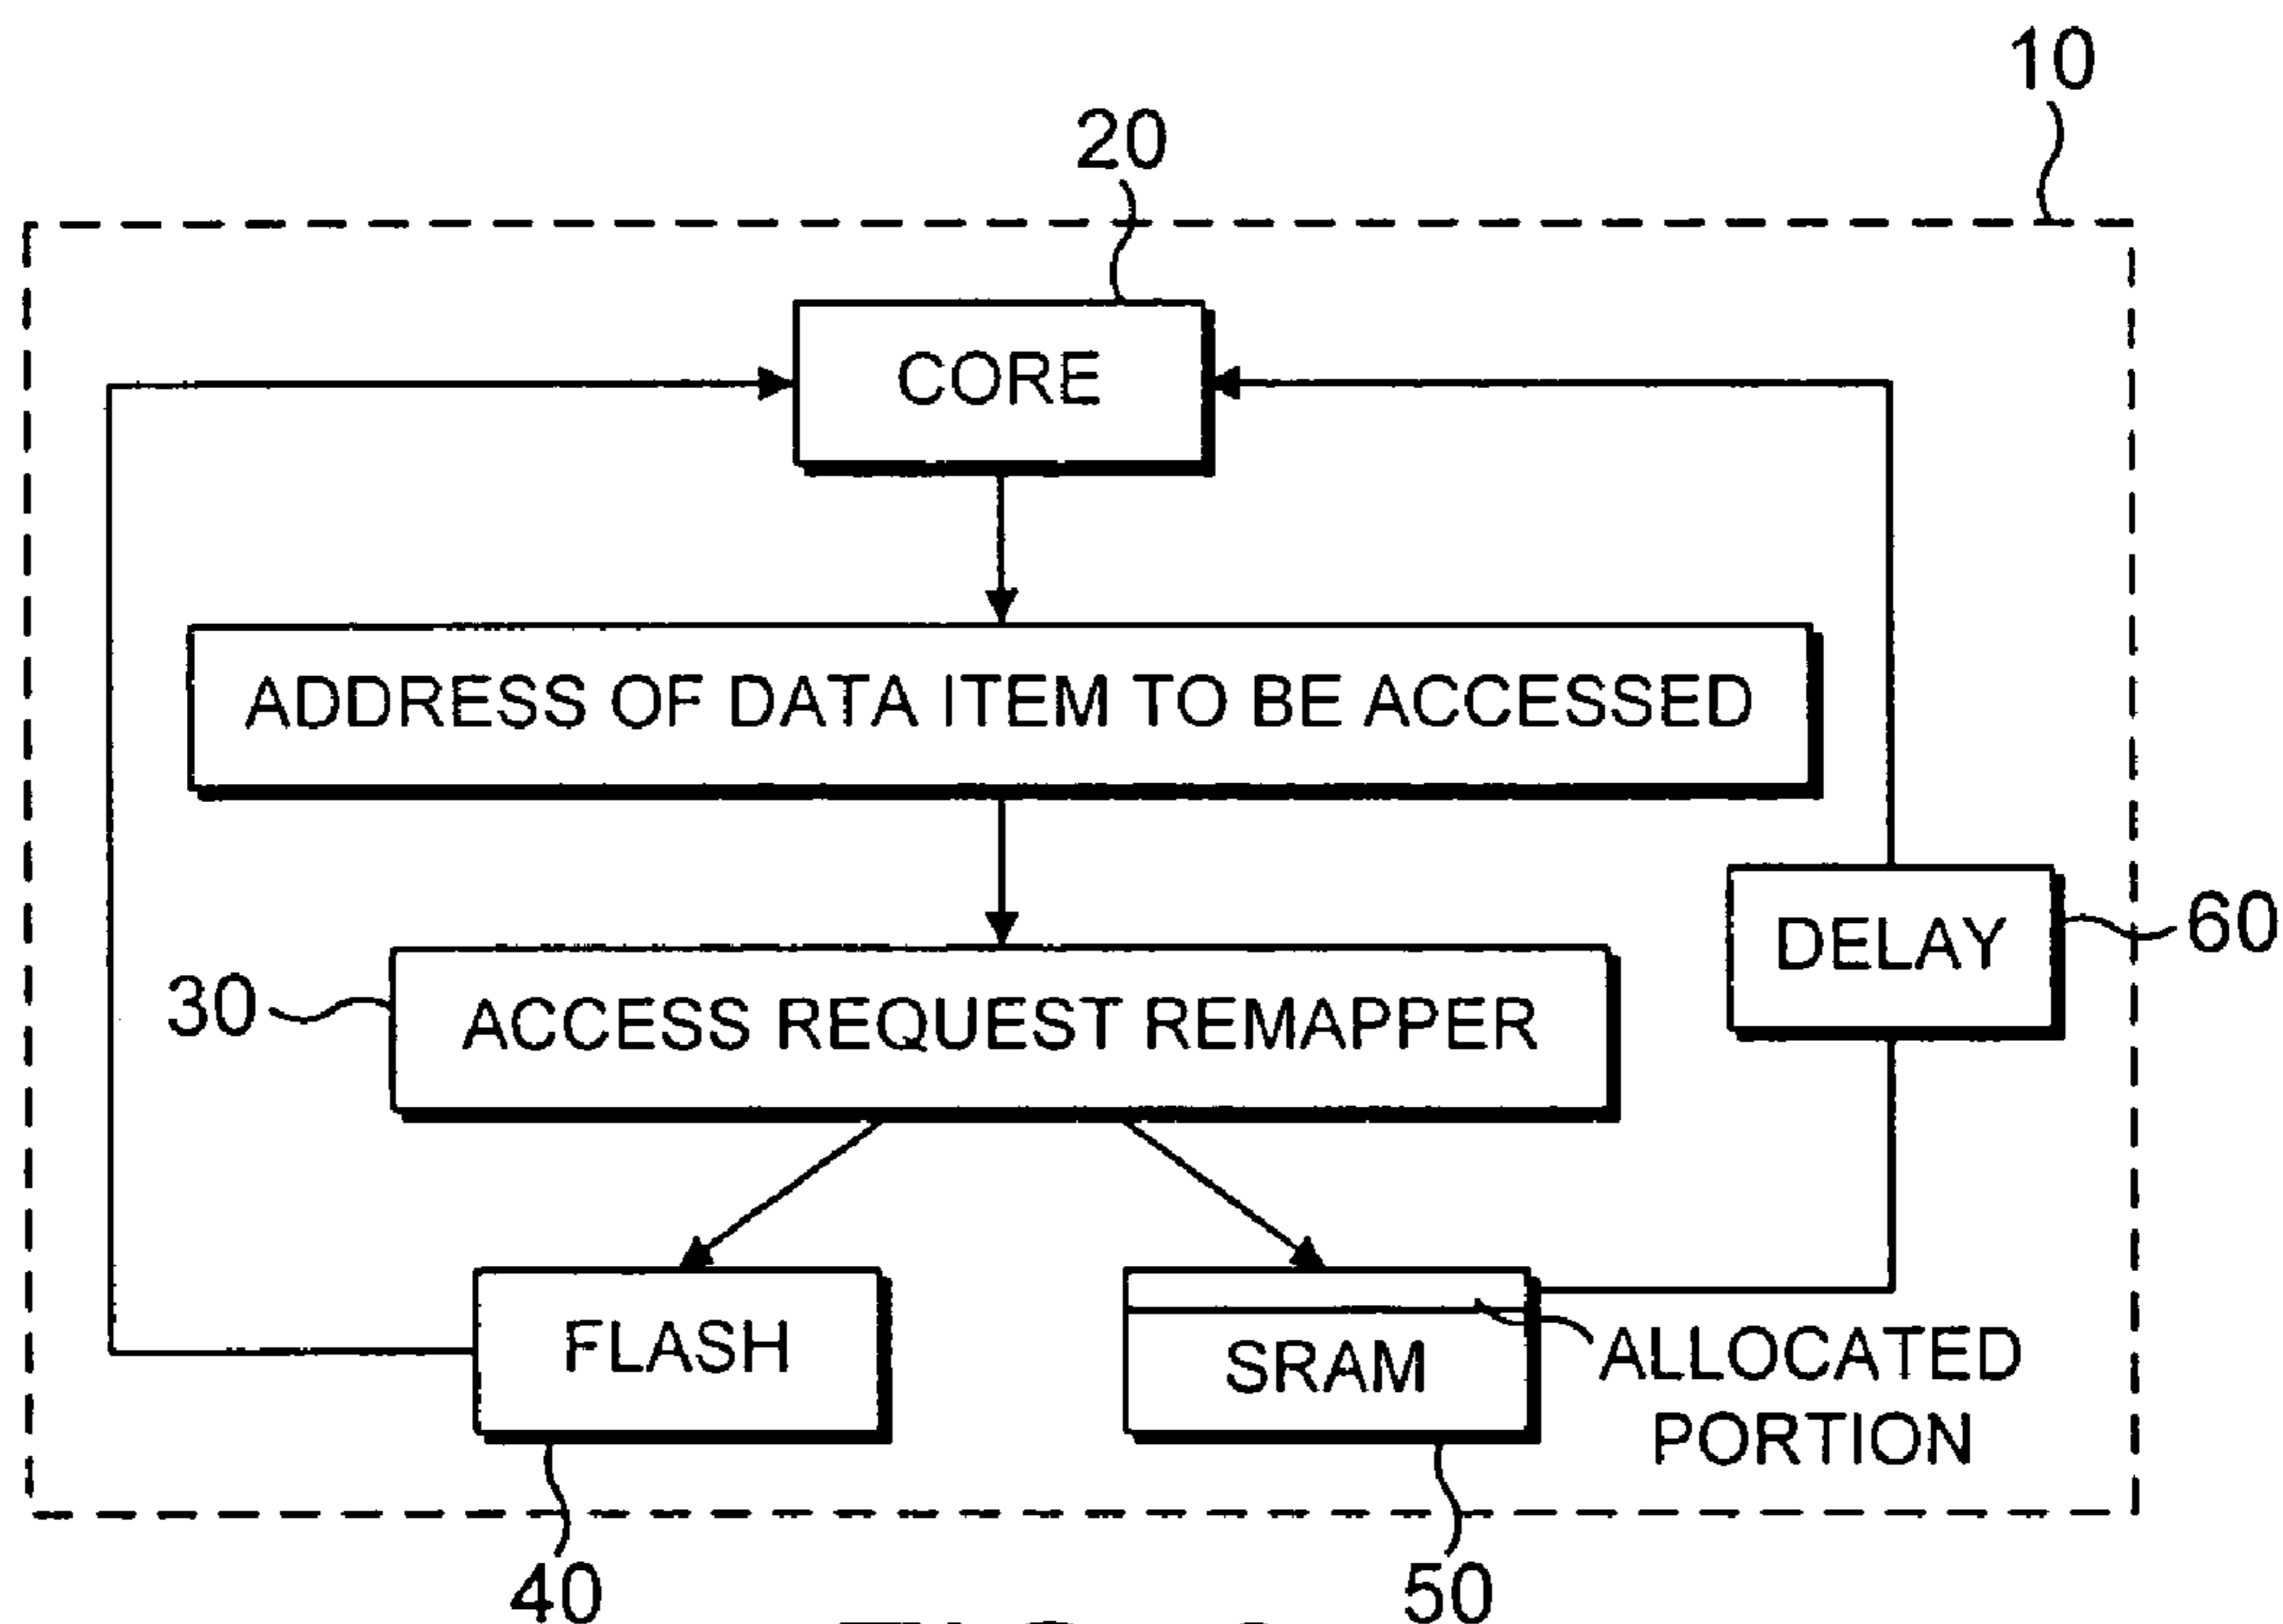 10
20
CORE
ADDRESS OF DATA ITEM TO BE ACCESSED
DELAY
60
30
ACCESS REQUEST REMAPPER
FLASH
SRAM
ALLOCATED
PORTION
40
50